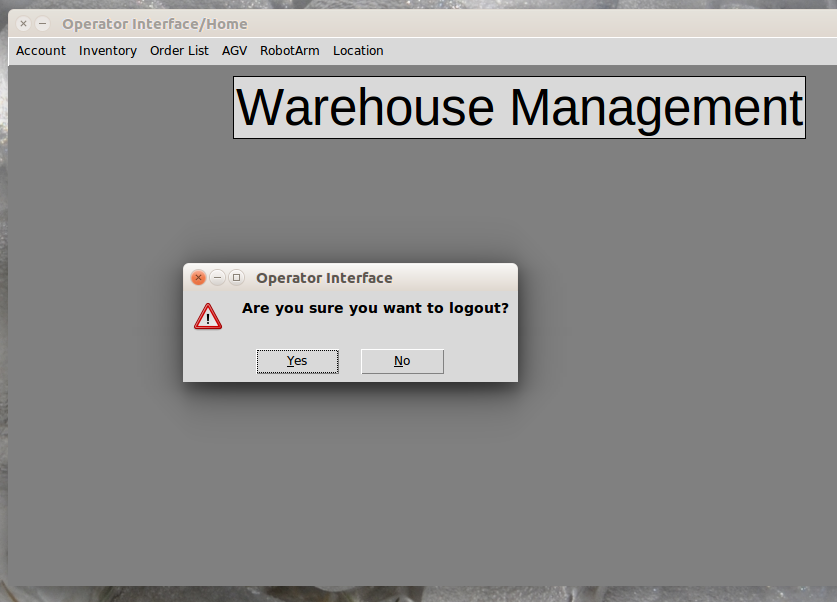 Operator Interface/Home
Account Inventory Order List AGV RobotArm Location
Warehouse Management
Operator Interface
Are you sure you want to logout?
Yes No